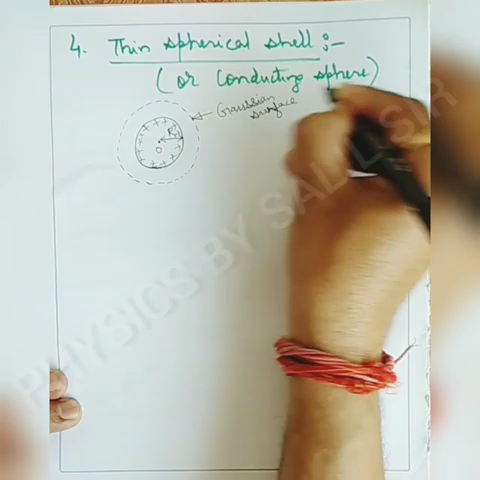 4. Thin spherical shell :-
(or conducting sphere)
Gaussian
surface
R
O
PHYSICS BY SALL SIR